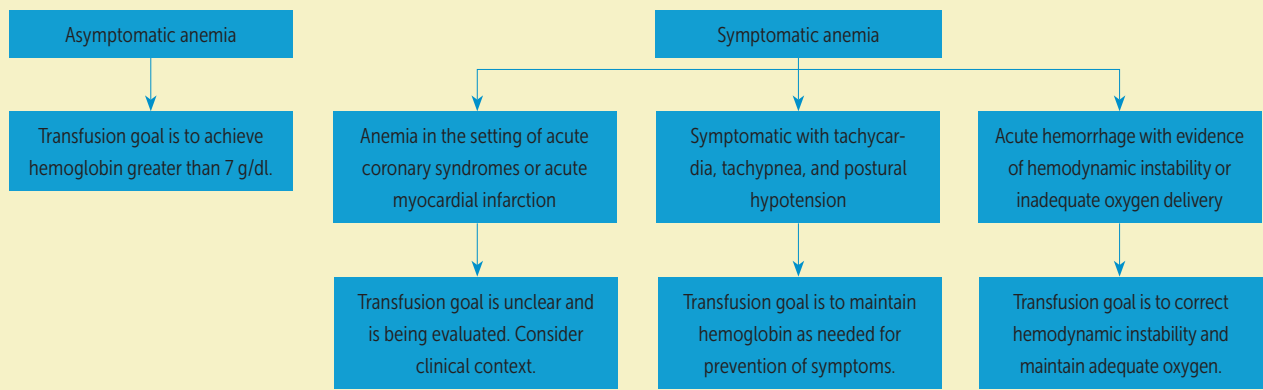 Asymptomatic anemia
Transfusion goal is to achieve
hemoglobin greater than 7 g/dl.
Symptomatic anemia
Anemia in the setting of acute
coronary syndromes or acute
myocardial infarction
Transfusion goal is unclear and
is being evaluated. Consider
clinical context.
Symptomatic with tachycar-
dia, tachypnea, and postural
hypotension
Transfusion goal is to maintain
hemoglobin as needed for
prevention of symptoms.
Acute hemorrhage with evidence
of hemodynamic instability or
inadequate oxygen delivery
Transfusion goal is to correct
hemodynamic instability and
maintain adequate oxygen.